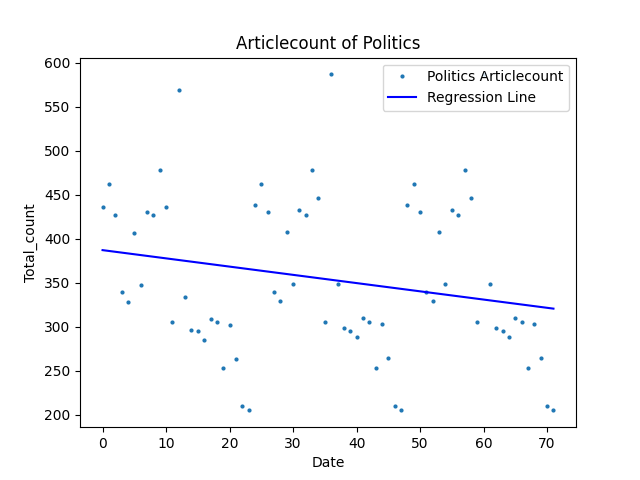 Articlecount of Politics
Politics Articlecount
Regression Line
Total_count
600
550
500
450
400
350
300
250
200
0 10 20 30 40 50 60 70
Date